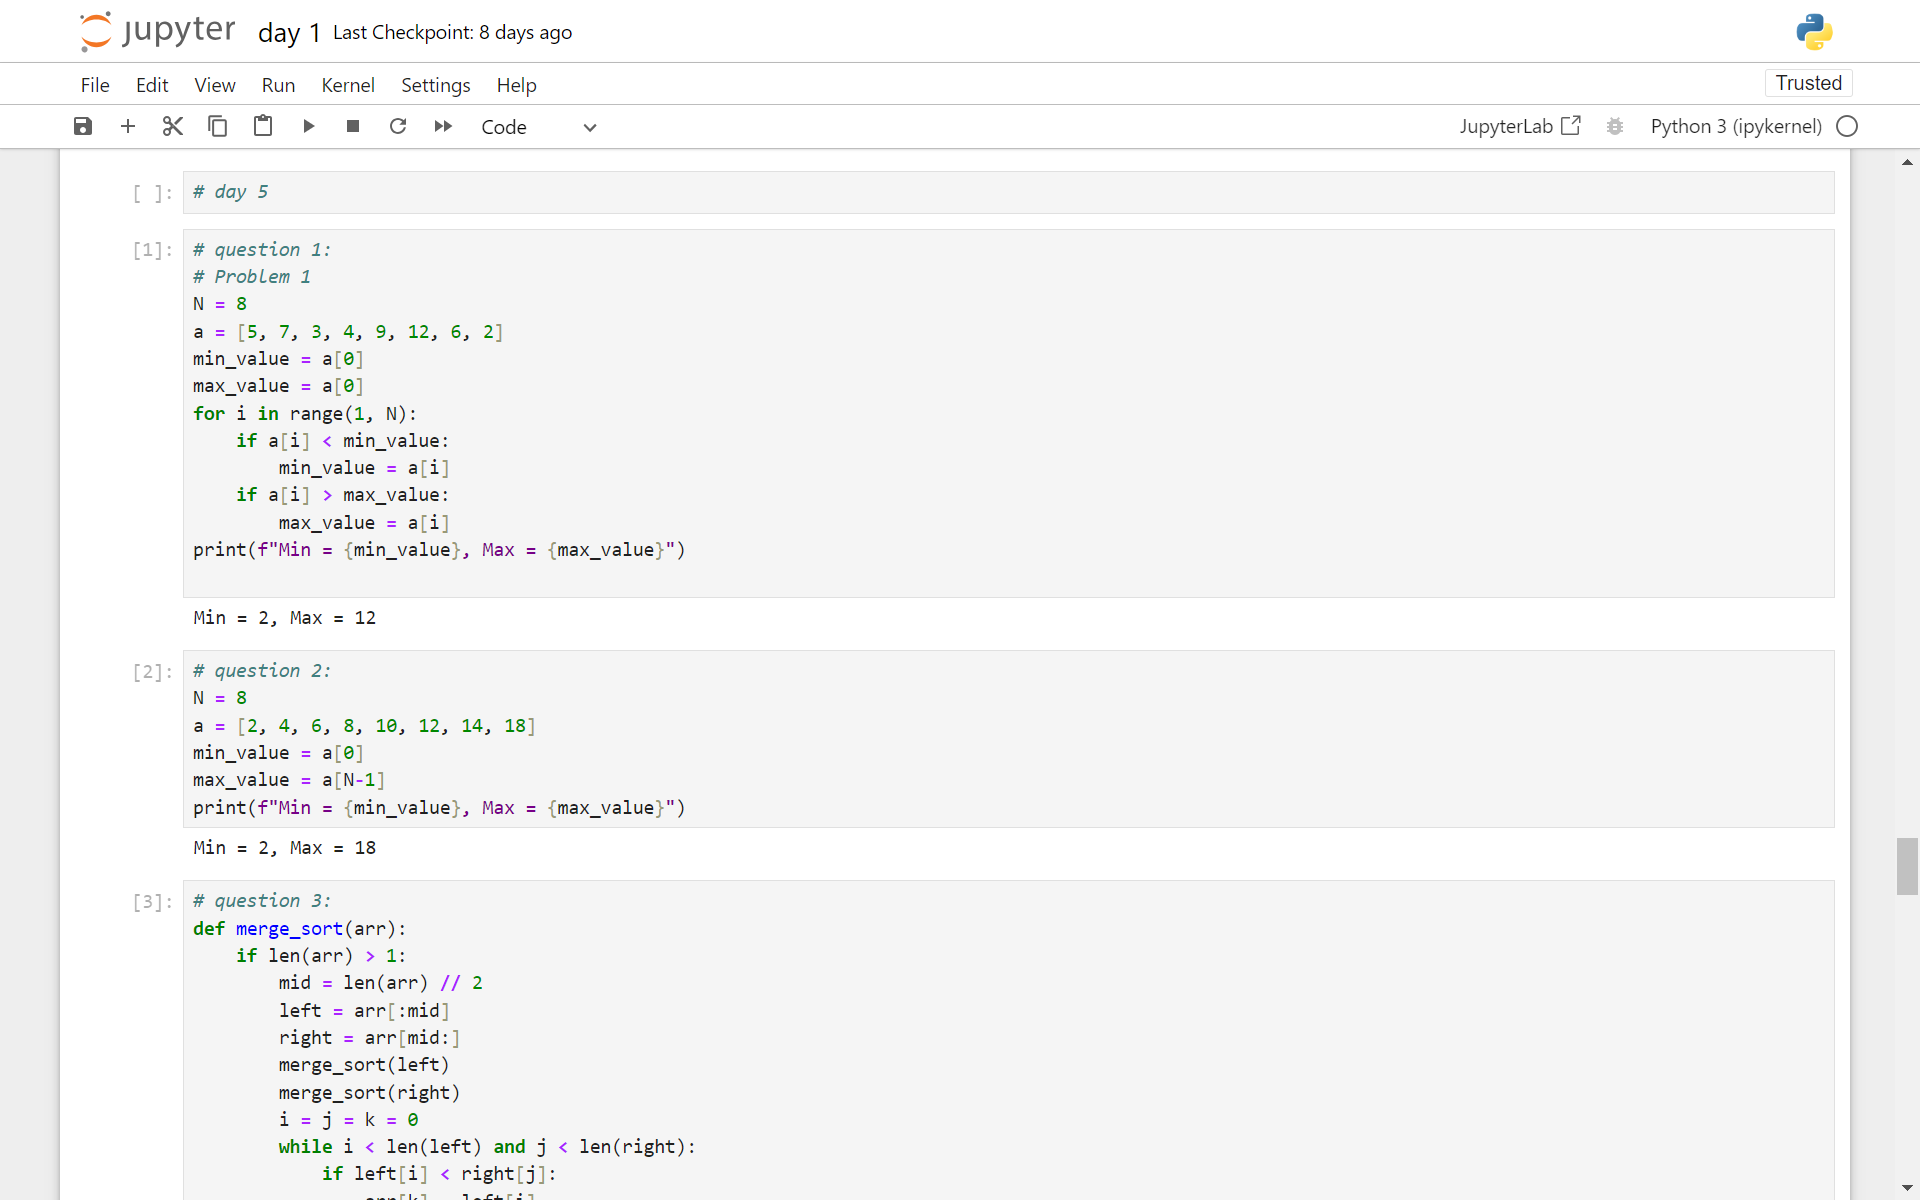 jupyter day 1 Last Checkpoint: 8 days ago
File Edit View Run Kernel Settings Help Trusted
Code JupyterLab Python 3 (ipykernel)
[ ]: # day 5
[1]: # question 1:
# Problem 1
N = 8
a = [5, 7, 3, 4, 9, 12, 6, 2]
min_value = a[0]
max_value = a[0]
for i in range(1, N):
    if a[i] < min_value:
        min_value = a[i]
    if a[i] > max_value:
        max_value = a[i]
print(f"Min = {min_value}, Max = {max_value}")
Min = 2, Max = 12
[2]: # question 2:
N = 8
a = [2, 4, 6, 8, 10, 12, 14, 18]
min_value = a[0]
max_value = a[N-1]
print(f"Min = {min_value}, Max = {max_value}")
Min = 2, Max = 18
[3]: # question 3:
def merge_sort(arr):
    if len(arr) > 1:
        mid = len(arr) // 2
        left = arr[:mid]
        right = arr[mid:]
        merge_sort(left)
        merge_sort(right)
        i = j = k = 0
        while i < len(left) and j < len(right):
            if left[i] < right[j]:
                arr[k] = left[i]